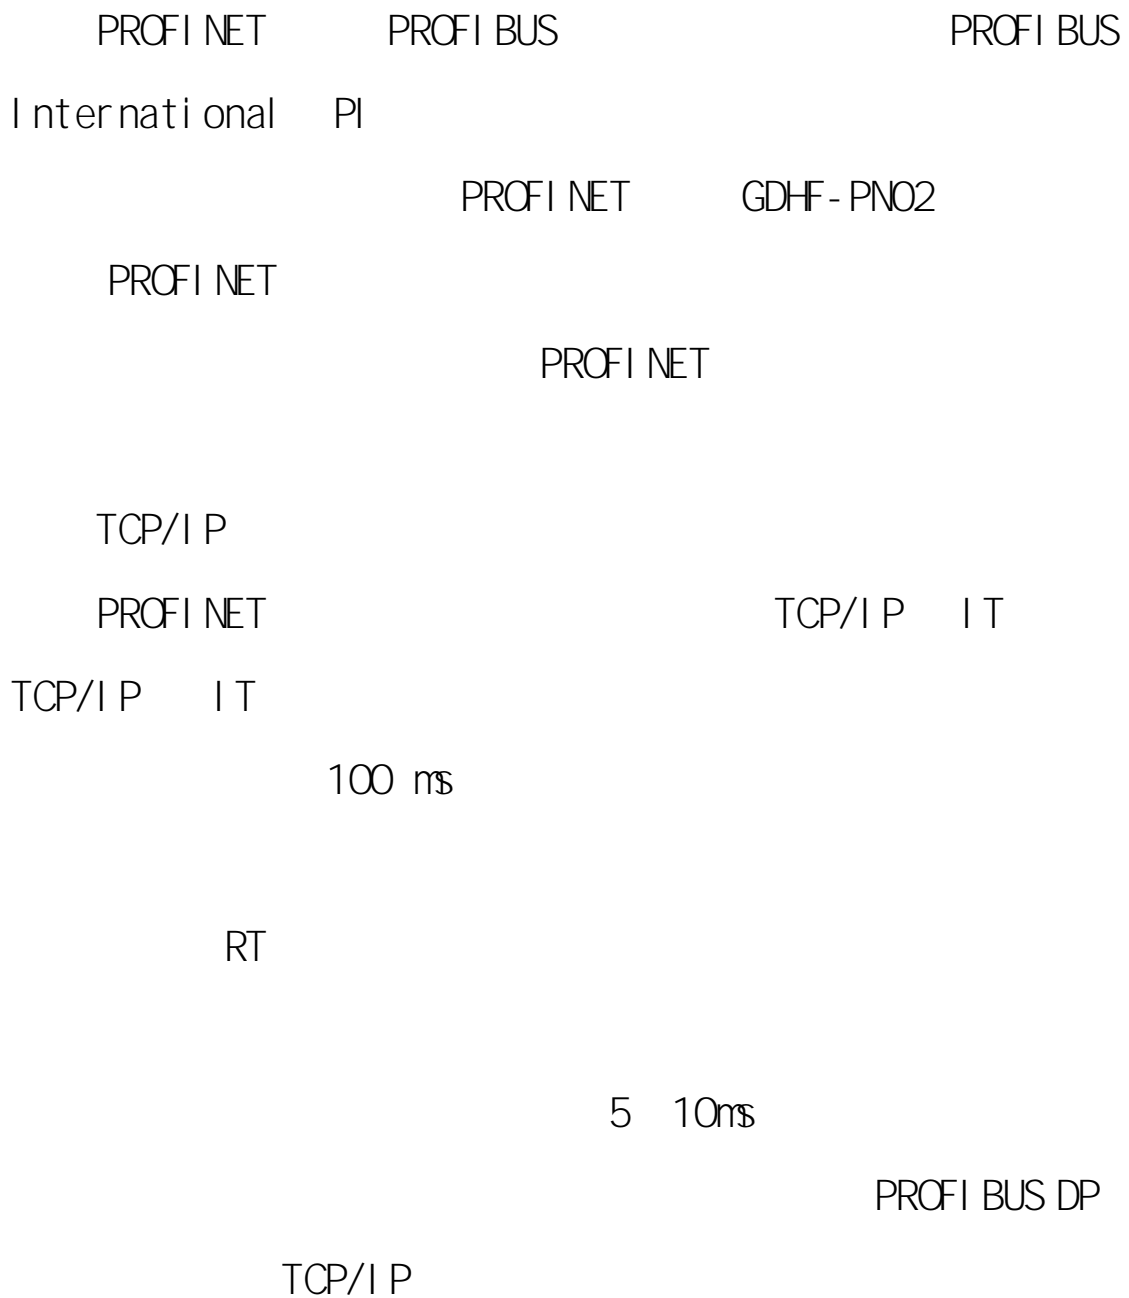 PROFINET PROFIBUS PROFIBUS
International PI
PROFINET GDHF-PN02
PROFINET
PROFINET
TCP/IP
PROFINET TCP/IP IT
TCP/IP IT
100 ms
RT
5 10ms
PROFIBUS DP
TCP/IP